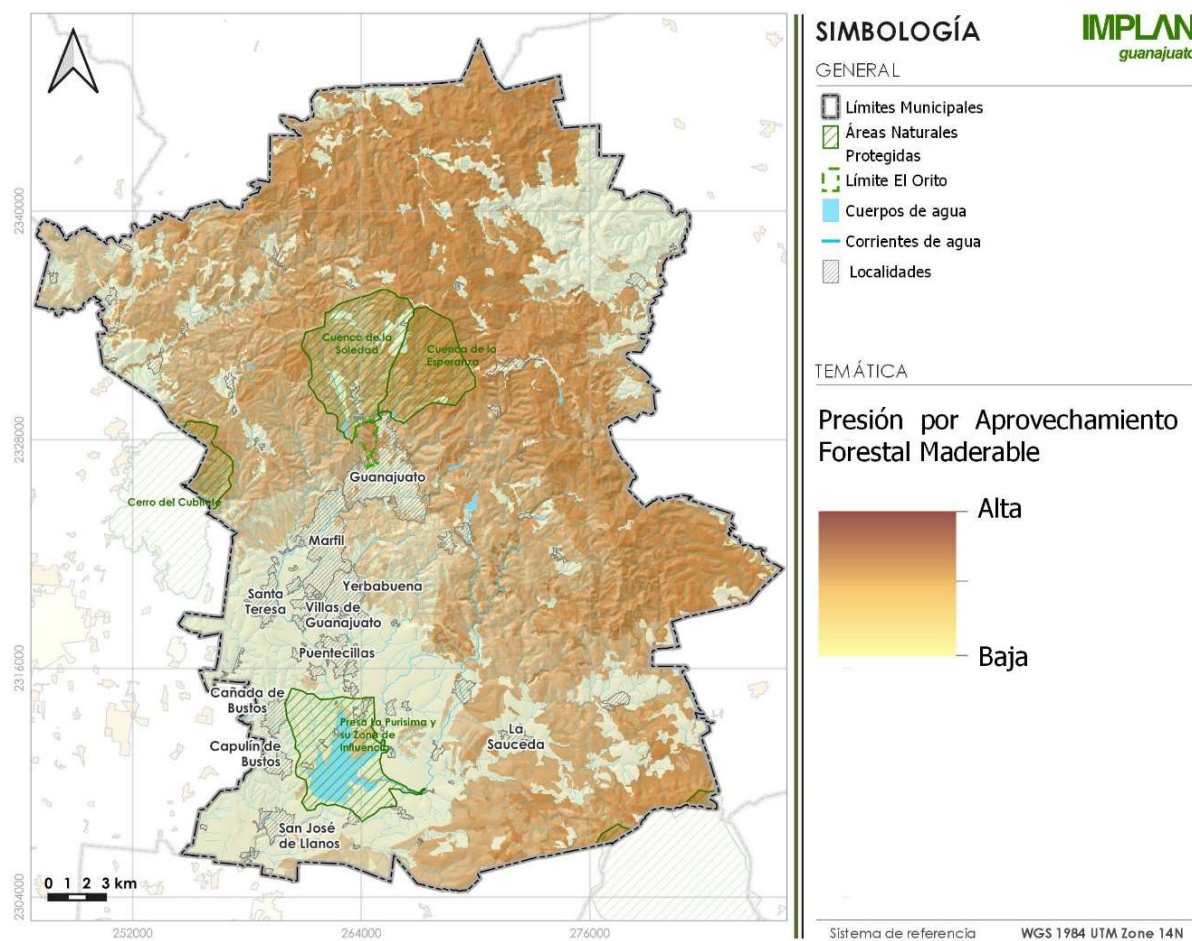 SIMBOLOGÍA
IMPLAN
guanajuato
GENERAL
Límites Municipales
Áreas Naturales
Protegidas
Límite El Orito
Cuerpos de agua
Corrientes de agua
Localidades
TEMÁTICA
Presión por Aprovechamiento
Forestal Maderable
Alta
Baja
Sistema de referencia
WGS 1984 UTM Zone 14N
2340000
2328000
2316000
2304000
252000
264000
276000
Cuenca de la
Soledad
Cuenca de la
Esperanza
Cerro del Cubilete
Guanajuato
Marfil
Yerbabuena
Santa
Teresa
Villas de
Guanajuato
Puentecillas
Cañada de
Bustos
Presa La Purisima y
su Zona de
Influencia
Capulín de
Bustos
La
Sauceda
San José
de Llanos
0 1 2 3 km